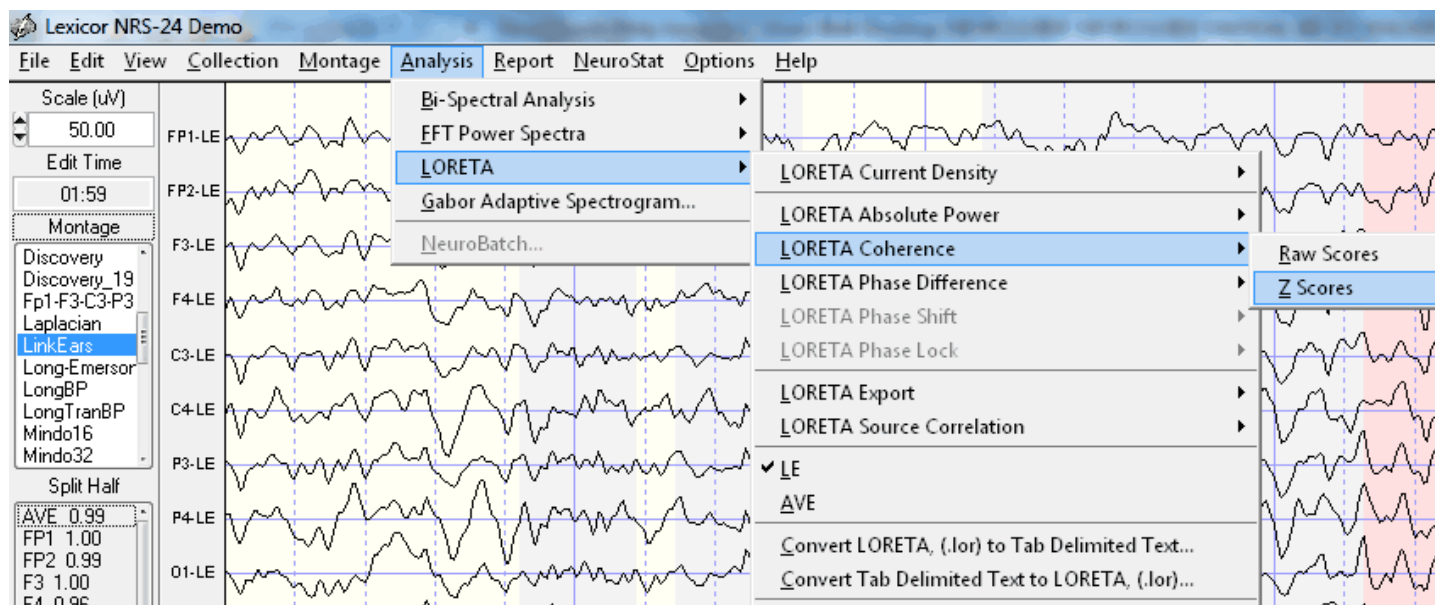 Lexicor NRS-24 Demo
File Edit View Collection Montage Analysis Report NeuroStat Options Help
Scale (uV)
50.00
Edit Time
01:59
Montage
Discovery
Discovery_19
Fp1-F3-C3-P3
Laplacian
LinkEars
Long-Emerson
LongBP
LongTranBP
Mindo16
Mindo32
Split Half
AVE 0.99
FP1 1.00
FP2 0.99
F3 1.00
F4 0.96
FP1-LE
FP2-LE
F3-LE
F4-LE
C3-LE
C4-LE
P3-LE
P4-LE
O1-LE
Bi-Spectral Analysis
FFT Power Spectra
LORETA
Gabor Adaptive Spectrogram...
NeuroBatch...
LORETA Current Density
LORETA Absolute Power
LORETA Coherence
LORETA Phase Difference
LORETA Phase Shift
LORETA Phase Lock
LORETA Export
LORETA Source Correlation
LE
AVE
Convert LORETA, (.lor) to Tab Delimited Text...
Convert Tab Delimited Text to LORETA, (.lor)...
Raw Scores
Z Scores